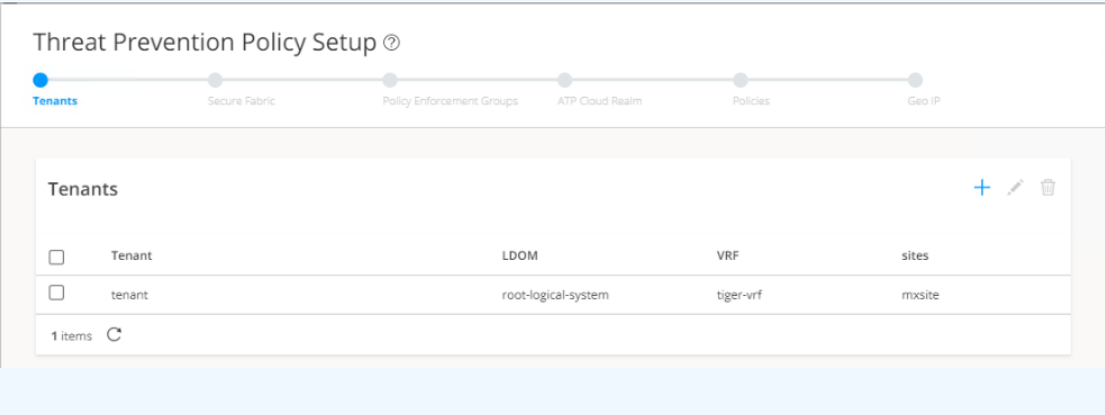 Threat Prevention Policy Setup ?
Tenants Secure Fabric Policy Enforcement Groups ATP Cloud Realm Policies Geo IP
Tenants
Tenant LDOM VRF sites
tenant root-logical-system tiger-vrf mxsite
1 items